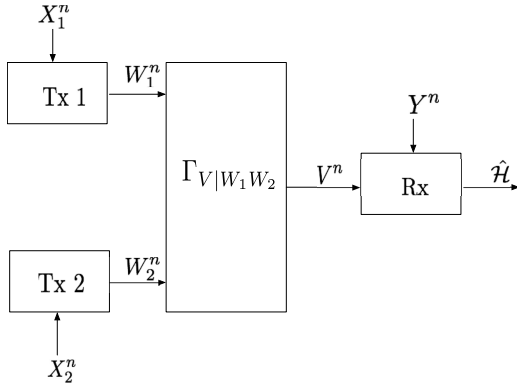 X_1^n
Tx 1
W_1^n
Γ_{V|W_1W_2}
Y^n
V^n
Rx
\hat{\mathcal{H}}
Tx 2
W_2^n
X_2^n